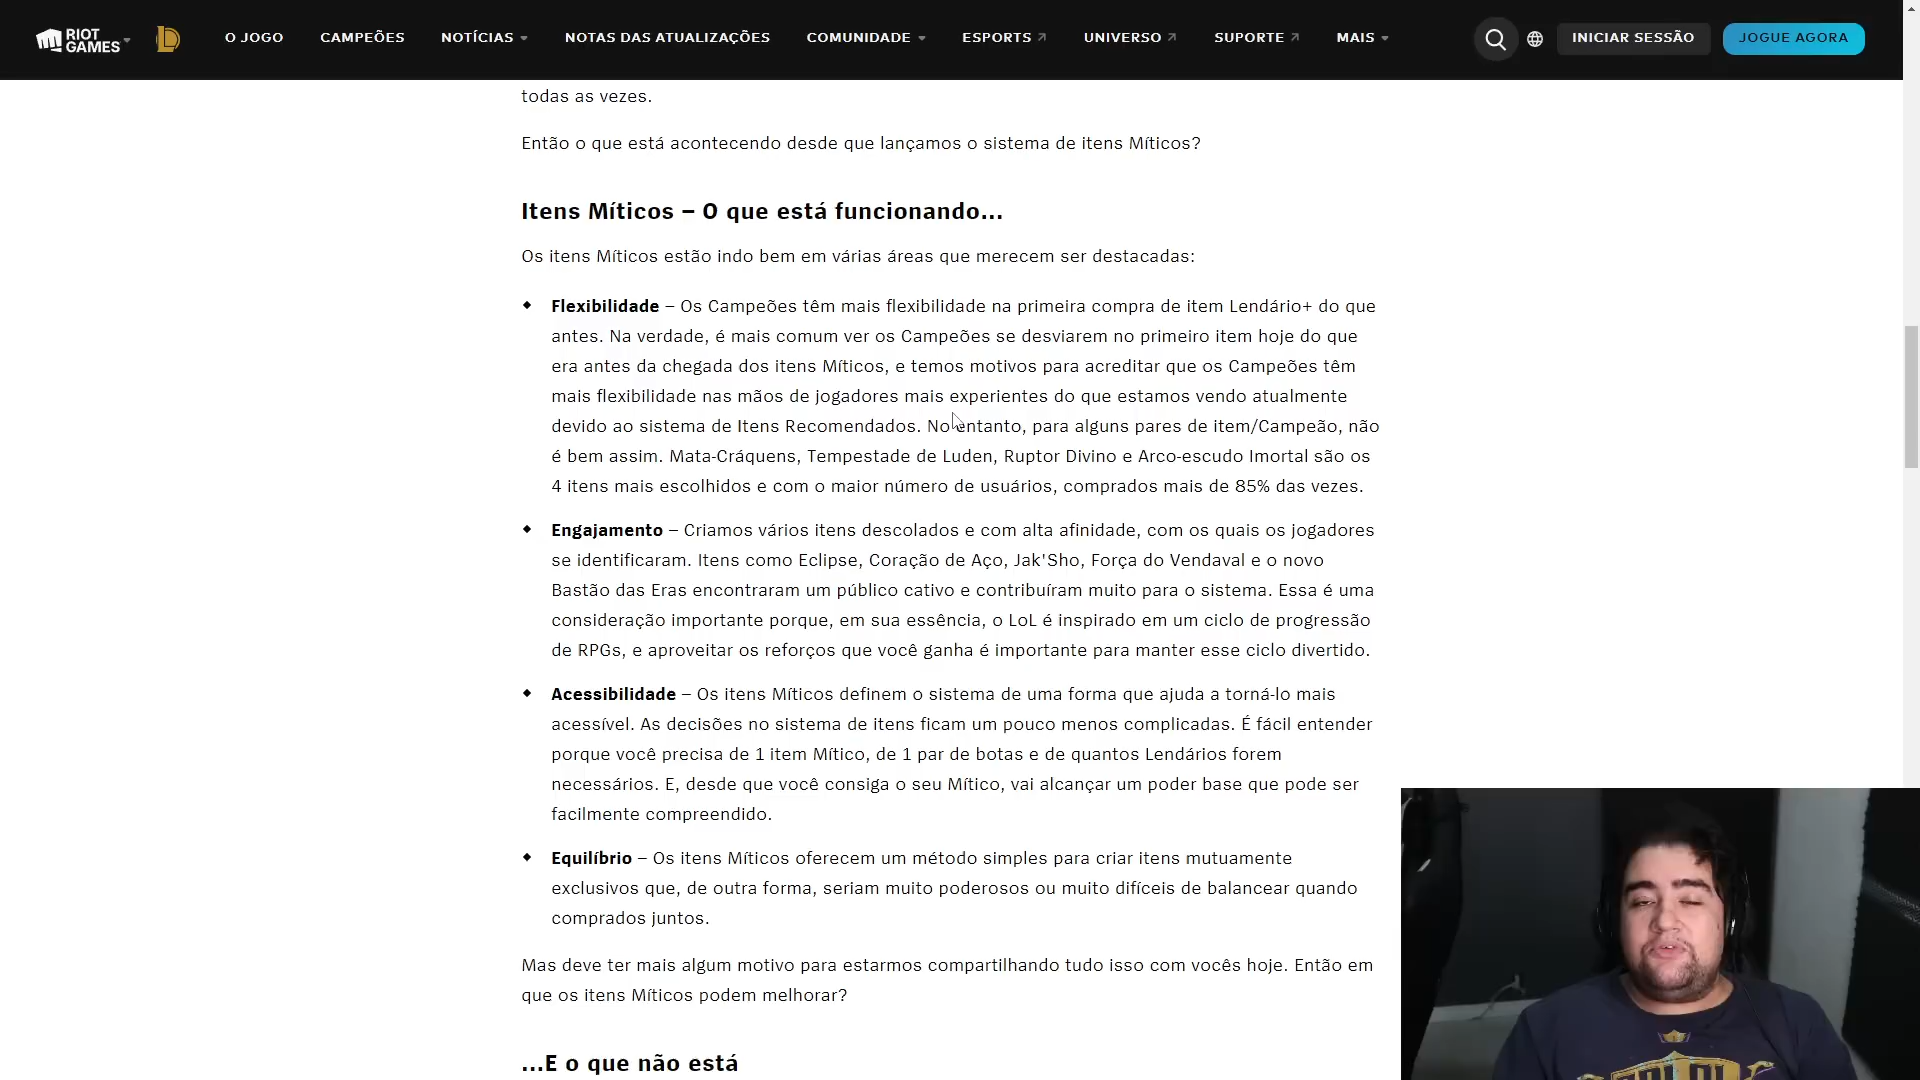 RIOT GAMES
O JOGO CAMPEÕES NOTÍCIAS NOTAS DAS ATUALIZAÇÕES COMUNIDADE ESPORTS UNIVERSO SUPORTE MAIS INICIAR SESSÃO JOGUE AGORA
todas as vezes.
Então o que está acontecendo desde que lançamos o sistema de itens Míticos?
Itens Míticos – O que está funcionando...
Os itens Míticos estão indo bem em várias áreas que merecem ser destacadas:
Flexibilidade – Os Campeões têm mais flexibilidade na primeira compra de item Lendário+ do que
antes. Na verdade, é mais comum ver os Campeões se desviarem no primeiro item hoje do que
era antes da chegada dos itens Míticos, e temos motivos para acreditar que os Campeões têm
mais flexibilidade nas mãos de jogadores mais experientes do que estamos vendo atualmente
devido ao sistema de Itens Recomendados. No entanto, para alguns pares de item/Campeão, não
é bem assim. Mata-Cráquens, Tempestade de Luden, Ruptor Divino e Arco-escudo Imortal são os
4 itens mais escolhidos e com o maior número de usuários, comprados mais de 85% das vezes.
Engajamento – Criamos vários itens descolados e com alta afinidade, com os quais os jogadores
se identificaram. Itens como Eclipse, Coração de Aço, Jak'Sho, Força do Vendaval e o novo
Bastão das Eras encontraram um público cativo e contribuíram muito para o sistema. Essa é uma
consideração importante porque, em sua essência, o LoL é inspirado em um ciclo de progressão
de RPGs, e aproveitar os reforços que você ganha é importante para manter esse ciclo divertido.
Acessibilidade – Os itens Míticos definem o sistema de uma forma que ajuda a torná-lo mais
acessível. As decisões no sistema de itens ficam um pouco menos complicadas. É fácil entender
porque você precisa de 1 item Mítico, de 1 par de botas e de quantos Lendários forem
necessários. E, desde que você consiga o seu Mítico, vai alcançar um poder base que pode ser
facilmente compreendido.
Equilíbrio – Os itens Míticos oferecem um método simples para criar itens mutuamente
exclusivos que, de outra forma, seriam muito poderosos ou muito difíceis de balancear quando
comprados juntos.
Mas deve ter mais algum motivo para estarmos compartilhando tudo isso com vocês hoje. Então em
que os itens Míticos podem melhorar?
...E o que não está